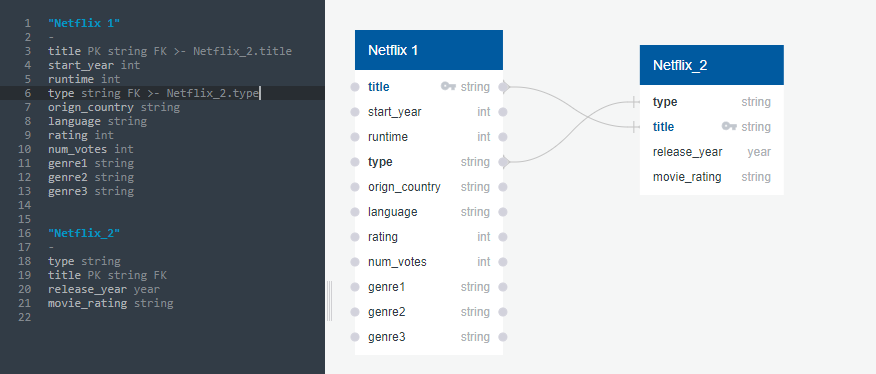 1 "Netflix 1"
2 -
3 title PK string FK >- Netflix_2.title
4 start_year int
5 runtime int
6 type string FK >- Netflix_2.type
7 orign_country string
8 language string
9 rating int
10 num_votes int
11 genre1 string
12 genre2 string
13 genre3 string
14
15
16 "Netflix_2"
17 -
18 type string
19 title PK string FK
20 release_year year
21 movie_rating string
22
Netflix 1
title string
start_year int
runtime int
type string
orign_country string
language string
rating int
num_votes int
genre1 string
genre2 string
genre3 string
Netflix_2
type string
title string
release_year year
movie_rating string